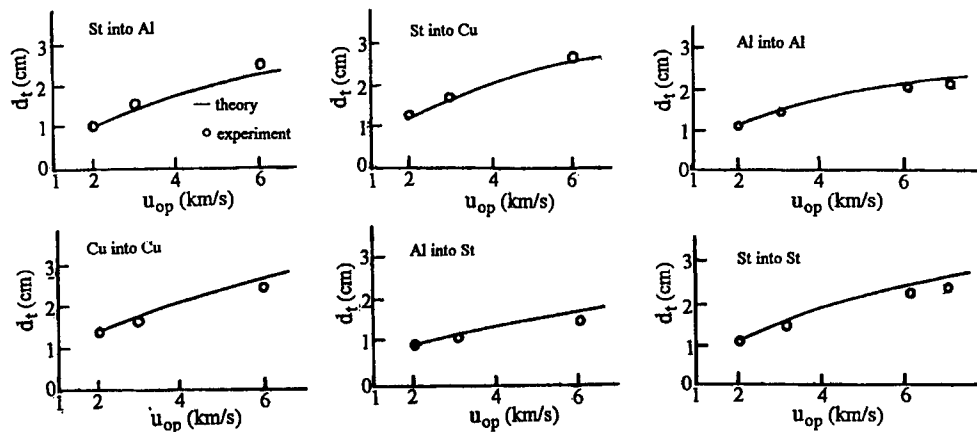 St into Al
3
2
1
0
d_t (cm)
— theory
o experiment
1 2 4 6
u_op (km/s)
St into Cu
3
2
1
0
d_t (cm)
1 2 4 6
u_op (km/s)
Al into Al
3
2
1
0
d_t (cm)
1 2 4 6
u_op (km/s)
Cu into Cu
3
2
1
0
d_t (cm)
1 2 4 6
u_op (km/s)
Al into St
3
2
1
0
d_t (cm)
1 2 4 6
u_op (km/s)
St into St
3
2
1
0
d_t (cm)
1 2 4 6
u_op (km/s)